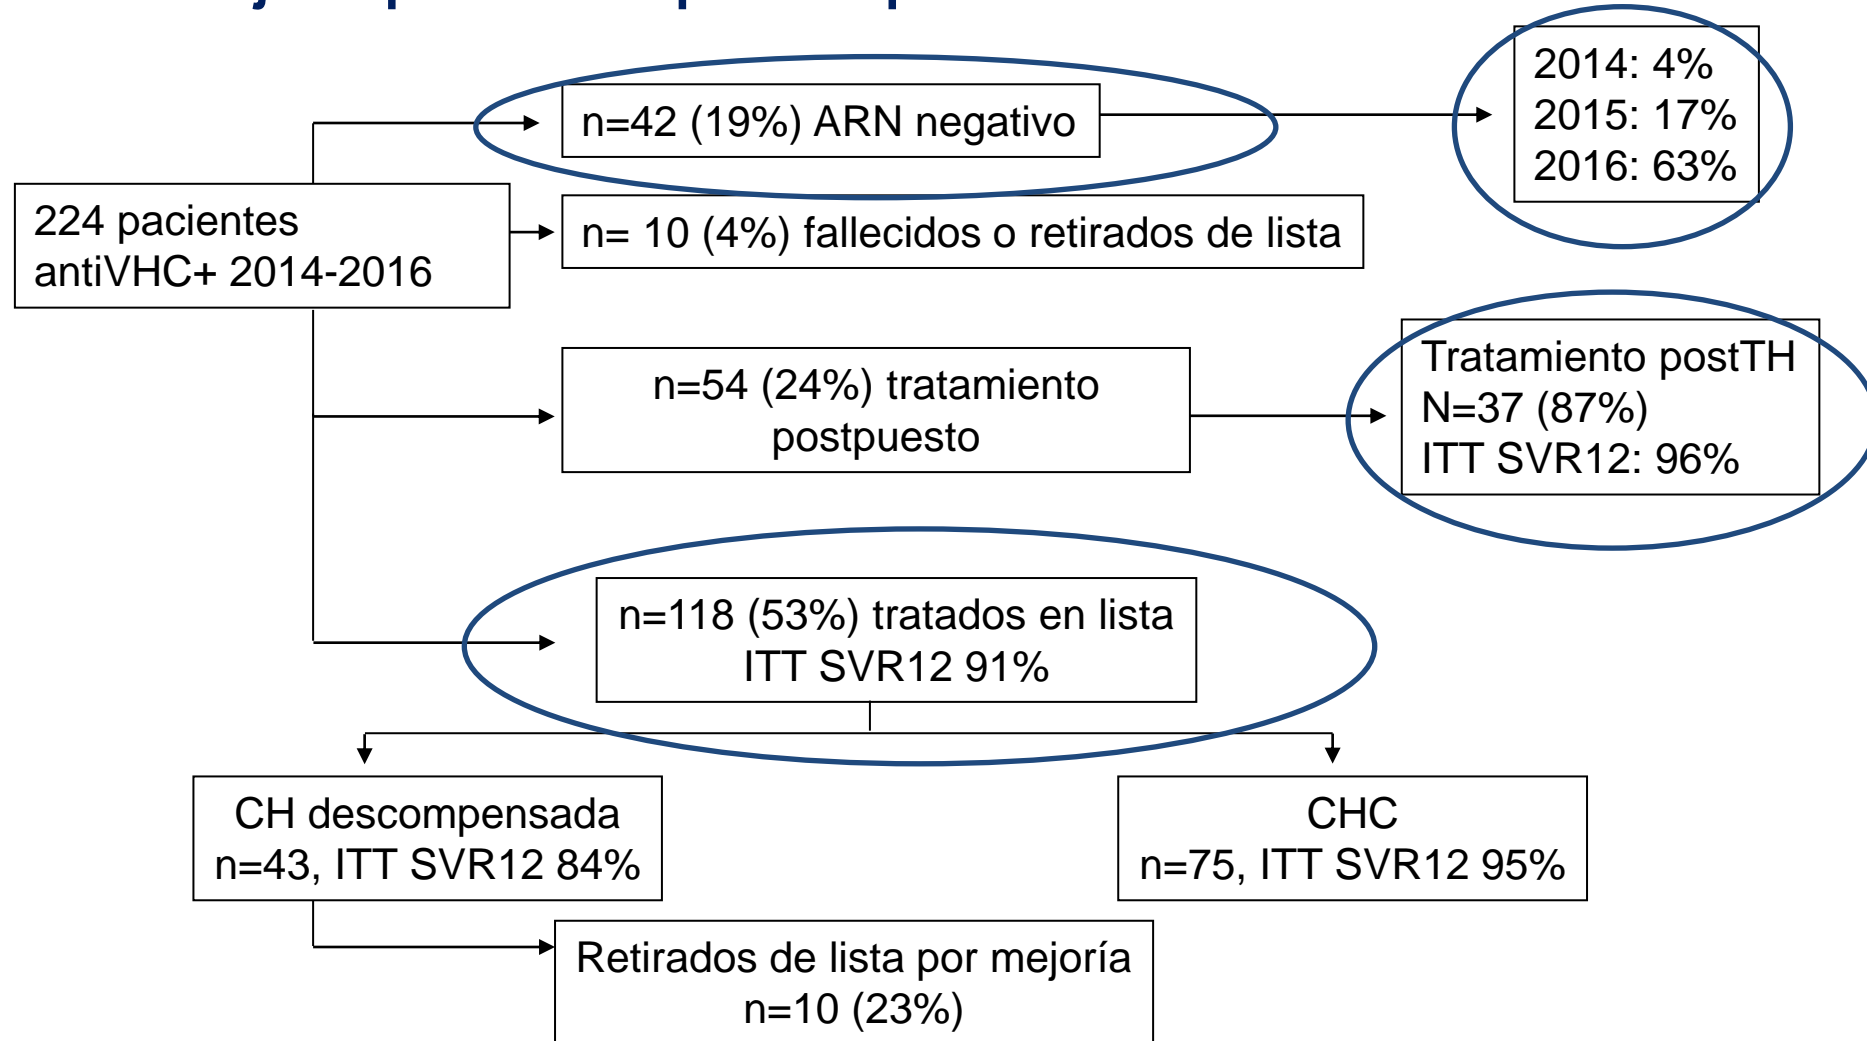 n=42 (19%) ARN negativo
2014: 4%
2015: 17%
2016: 63%
224 pacientes
antiVHC+ 2014-2016
n= 10 (4%) fallecidos o retirados de lista
n=54 (24%) tratamiento
postpuesto
Tratamiento postTH
N=37 (87%)
ITT SVR12: 96%
n=118 (53%) tratados en lista
ITT SVR12 91%
CH descompensada
n=43, ITT SVR12 84%
CHC
n=75, ITT SVR12 95%
Retirados de lista por mejoría
n=10 (23%)